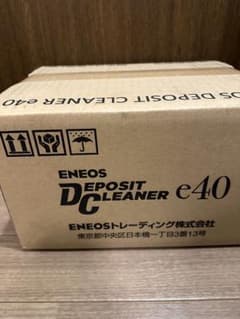 OS DEPOSIT CLEANER e40
ENEOS
DEPOSIT
CLEANER e40
ENEOSトレーディング株式会社
東京都中央区日本橋一丁目3番13号